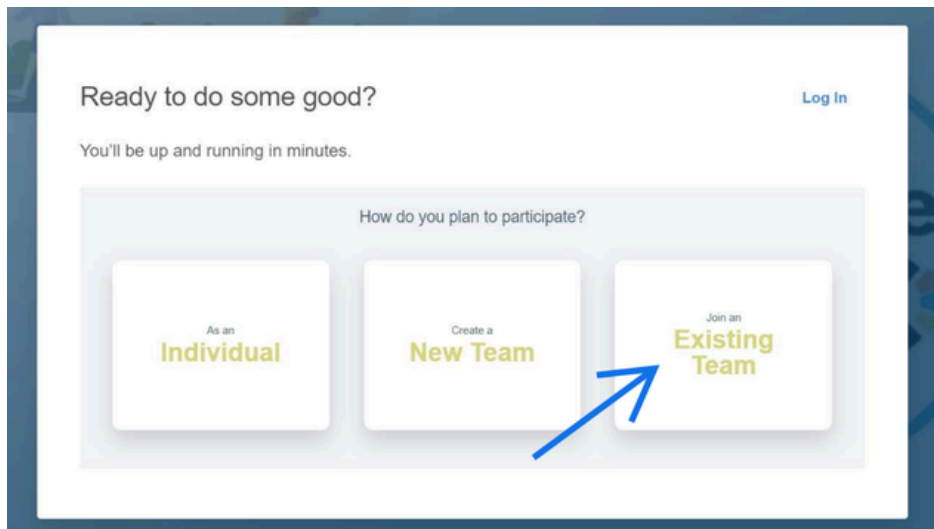 Ready to do some good?
Log In
You'll be up and running in minutes.
How do you plan to participate?
As an
Individual
Create a
New Team
Join an
Existing
Team